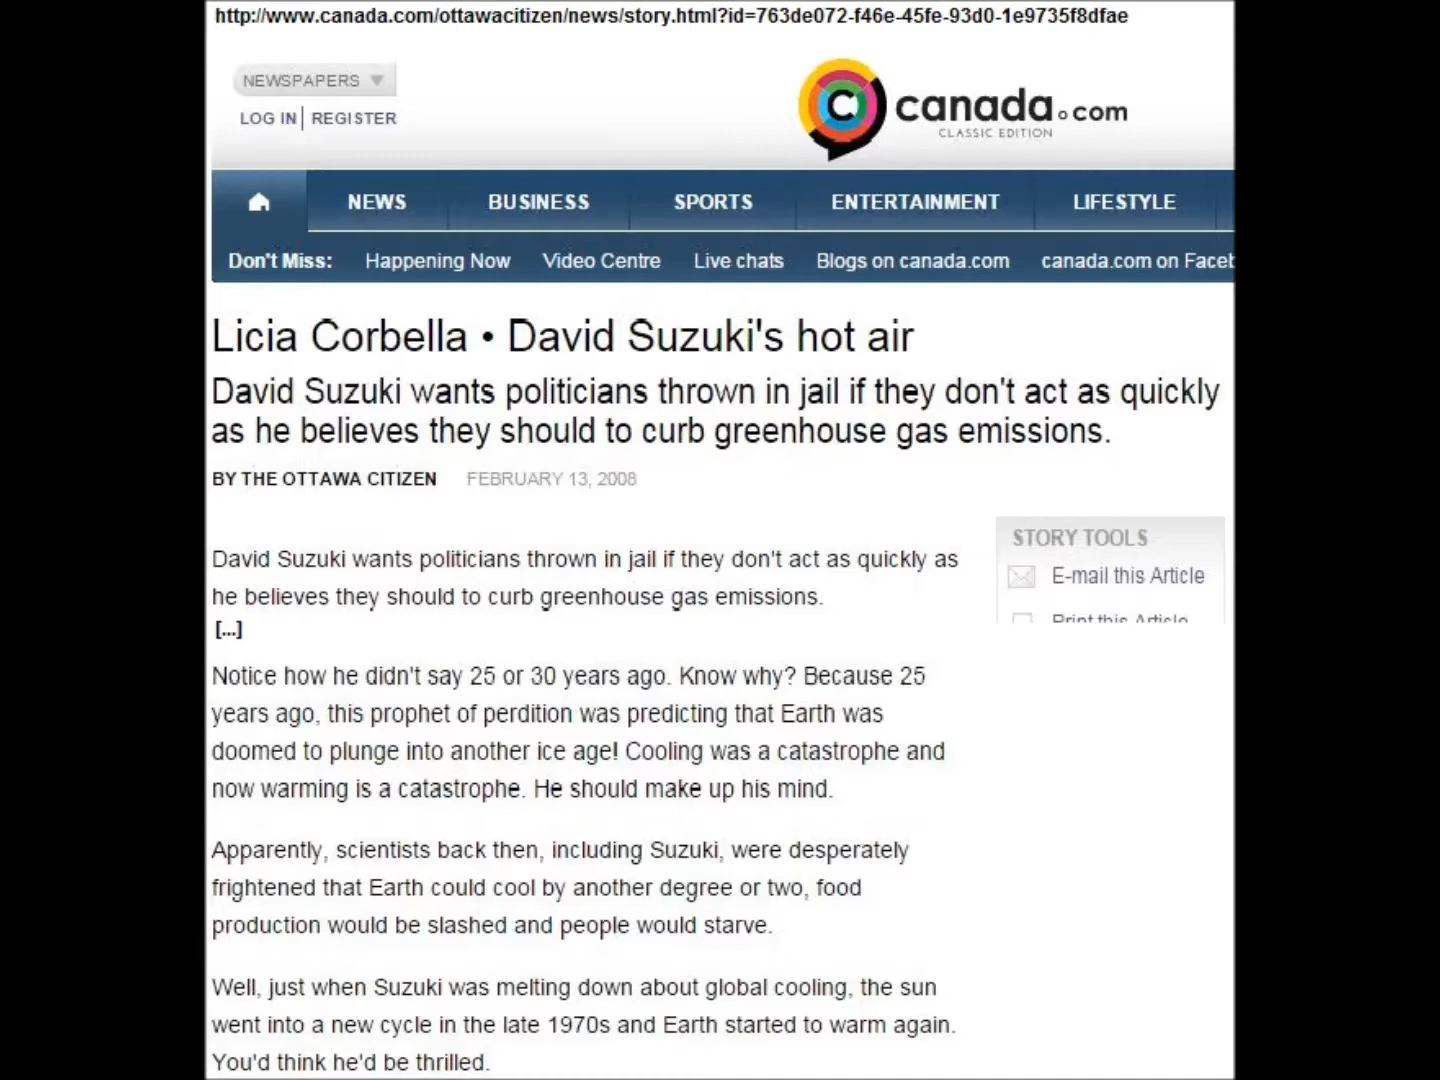 http://www.canada.com/ottawacitizen/news/story.html?id=763de072-f46e-45fe-93d0-1e9735f8dfae
NEWSPAPERS
LOG IN | REGISTER
c canada.com
CLASSIC EDITION
NEWS BUSINESS SPORTS ENTERTAINMENT LIFESTYLE
Don't Miss: Happening Now Video Centre Live chats Blogs on canada.com canada.com on Faceb
Licia Corbella • David Suzuki's hot air
David Suzuki wants politicians thrown in jail if they don't act as quickly
as he believes they should to curb greenhouse gas emissions.
BY THE OTTAWA CITIZEN FEBRUARY 13, 2008
STORY TOOLS
E-mail this Article
Print this Article
David Suzuki wants politicians thrown in jail if they don't act as quickly as
he believes they should to curb greenhouse gas emissions.
[...]
Notice how he didn't say 25 or 30 years ago. Know why? Because 25
years ago, this prophet of perdition was predicting that Earth was
doomed to plunge into another ice age! Cooling was a catastrophe and
now warming is a catastrophe. He should make up his mind.
Apparently, scientists back then, including Suzuki, were desperately
frightened that Earth could cool by another degree or two, food
production would be slashed and people would starve.
Well, just when Suzuki was melting down about global cooling, the sun
went into a new cycle in the late 1970s and Earth started to warm again.
You'd think he'd be thrilled.